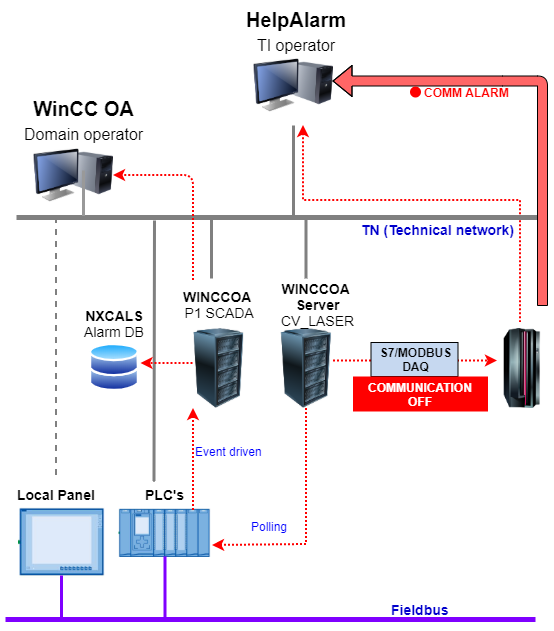 HelpAlarm
TI operator
COMM ALARM
WinCC OA
Domain operator
TN (Technical network)
WINCCOA
P1 SCADA
WINCCOA
Server
CV_LASER
NXCALS
Alarm DB
S7/MODBUS
DAQ
COMMUNICATION
OFF
Event driven
Local Panel
PLC's
Polling
Fieldbus